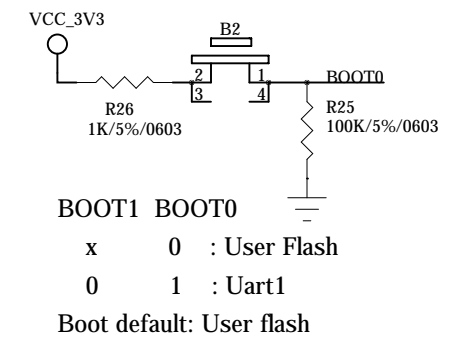 VCC_3V3
B2
2 1
3 4
BOOT0
R26
1K/5%/0603
R25
100K/5%/0603
BOOT1 BOOT0
x 0 : User Flash
0 1 : Uart1
Boot default: User flash